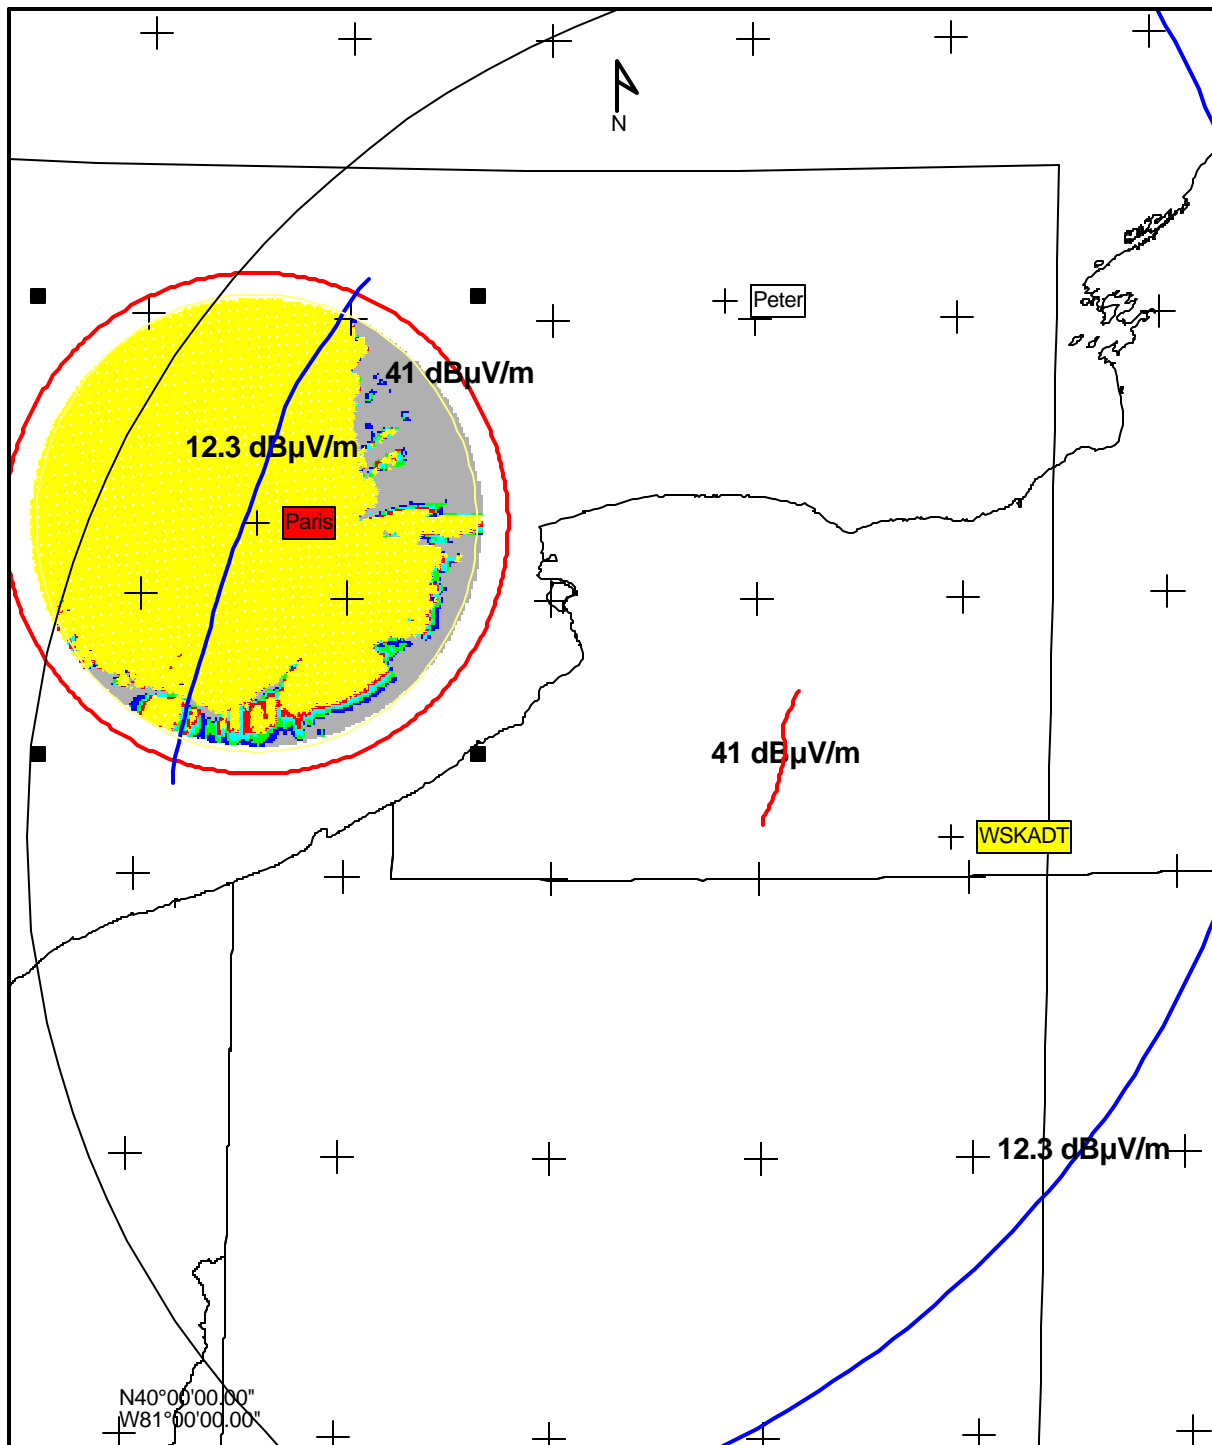 N
Peter
41 dBµV/m
12.3 dBµV/m
Paris
41 dBµV/m
WSKADT
12.3 dBµV/m
N40°00'00.00"
W81°00'00.00"